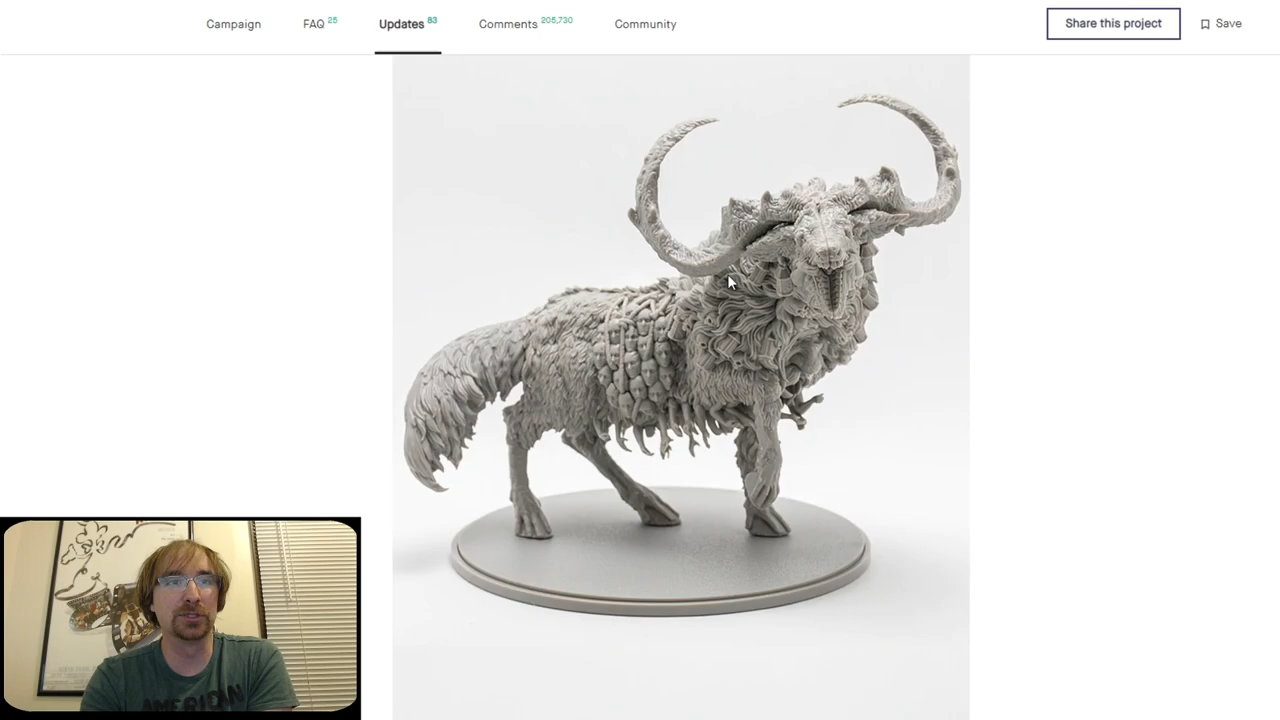 Campaign
FAQ 25
Updates 83
Comments 205,730
Community
Share this project
Save
AMERICAN